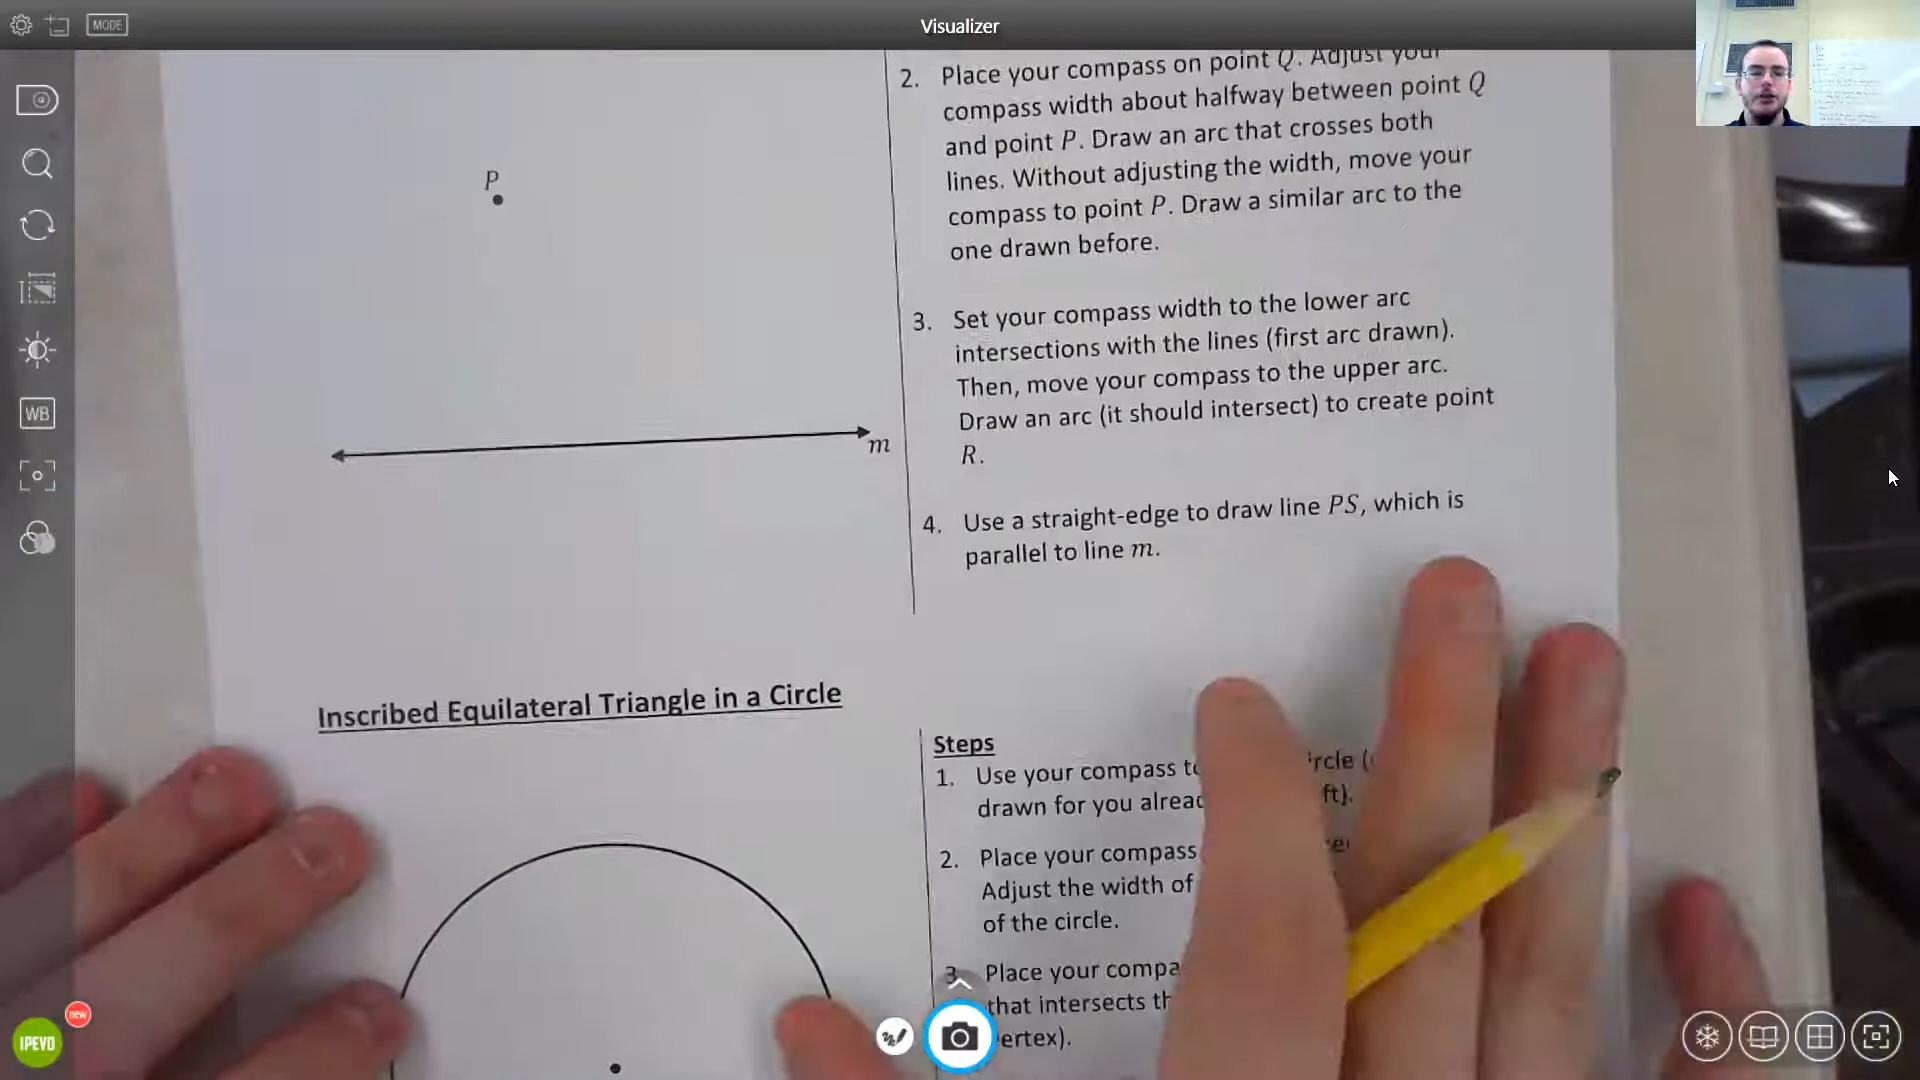 MODE
Visualizer
2. Place your compass on point Q. Adjust your
compass width about halfway between point Q
and point P. Draw an arc that crosses both
lines. Without adjusting the width, move your
compass to point P. Draw a similar arc to the
one drawn before.
P
3. Set your compass width to the lower arc
intersections with the lines (first arc drawn).
Then, move your compass to the upper arc.
Draw an arc (it should intersect) to create point
R.
m
4. Use a straight-edge to draw line PS, which is
parallel to line m.
Inscribed Equilateral Triangle in a Circle
Steps
1. Use your compass
drawn for you
2. Place your compass
Adjust the width of
of the circle.
3. Place your
that intersects
WB
new
IPEVO